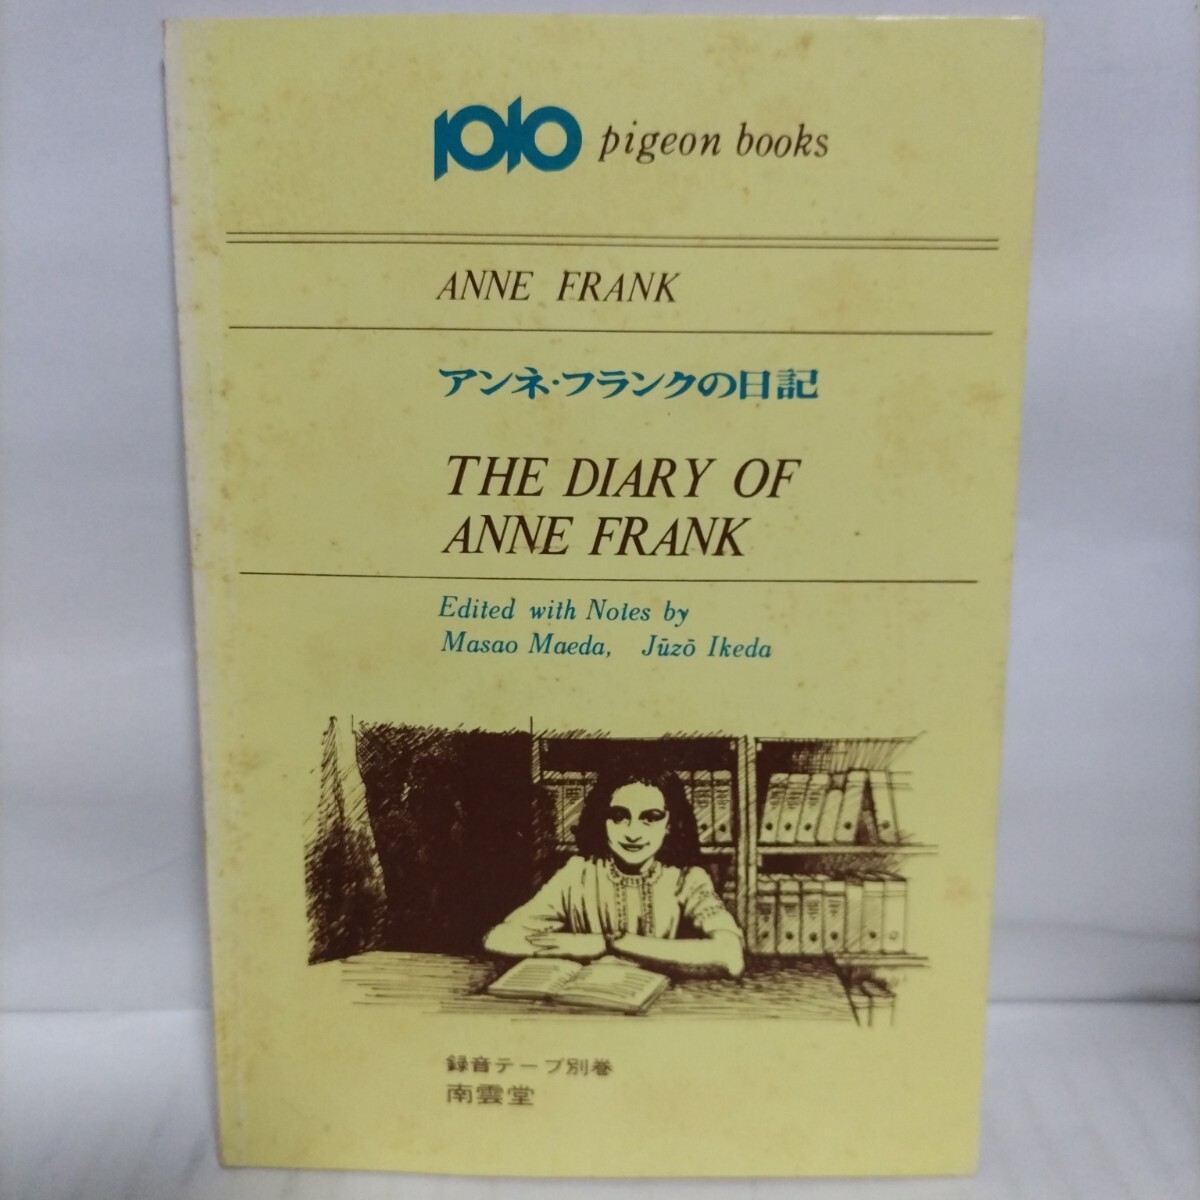 1010 pigeon books
ANNE FRANK
アンネ・フランクの日記
THE DIARY OF
ANNE FRANK
Edited with Notes by
Masao Maeda, Jūzō Ikeda
録音テープ別巻
南雲堂